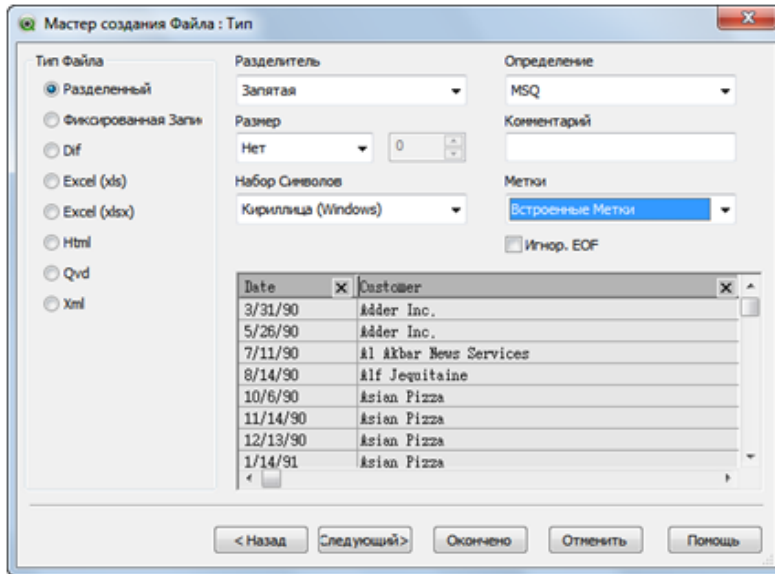 Мастер создания Файла : Тип
Тип Файла
Разделенный
Фиксированная Запи
Dif
Excel (xls)
Excel (xlsx)
Html
Qvd
Xml
Разделитель
Запятая
Определение
MSQ
Размер
Нет
0
Комментарий
Набор Символов
Кириллица (Windows)
Метки
Встроенные Метки
Игнор. EOF
Date Customer
3/31/90 Adder Inc.
5/26/90 Adder Inc.
7/11/90 Al Akbar News Services
8/14/90 Alf Jequitaine
10/6/90 Asian Pizza
11/14/90 Asian Pizza
12/13/90 Asian Pizza
1/14/91 Asian Pizza
< Назад Следующий> Окончено Отменить Помощь